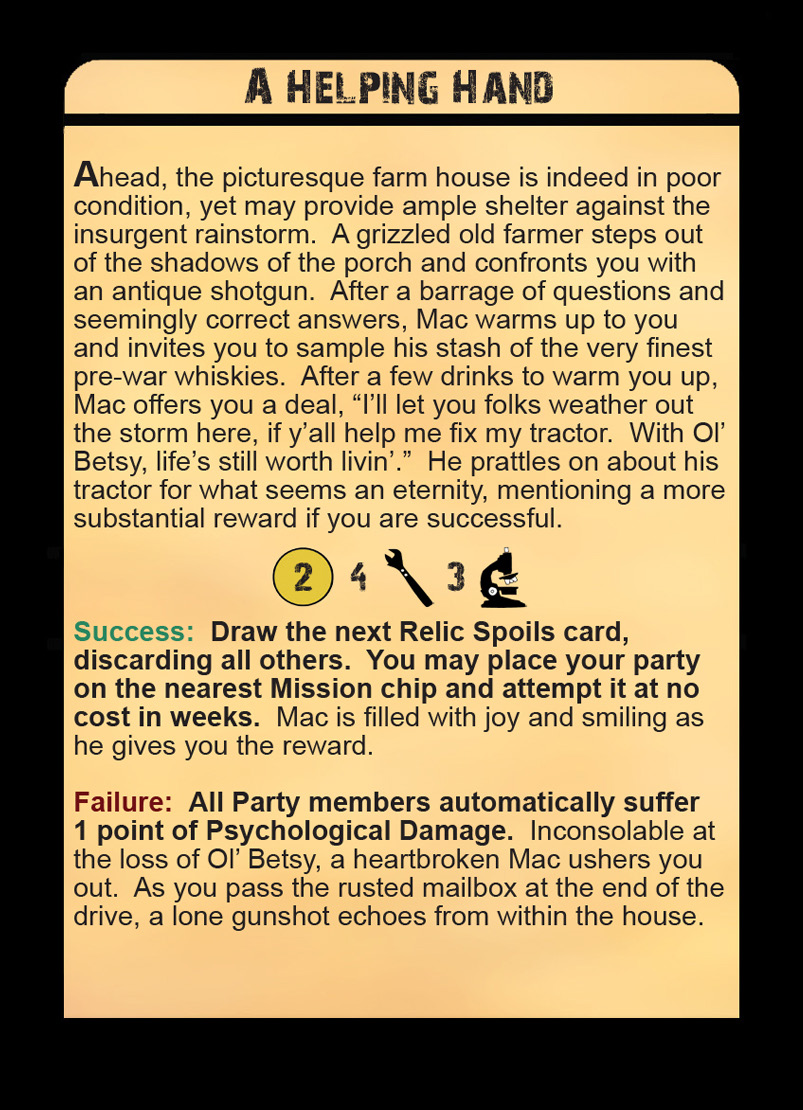 A HELPING HAND
Ahead, the picturesque farm house is indeed in poor
condition, yet may provide ample shelter against the
insurgent rainstorm.  A grizzled old farmer steps out
of the shadows of the porch and confronts you with
an antique shotgun.  After a barrage of questions and
seemingly correct answers, Mac warms up to you
and invites you to sample his stash of the very finest
pre-war whiskies.  After a few drinks to warm you up,
Mac offers you a deal, “I’ll let you folks weather out
the storm here, if y’all help me fix my tractor.  With Ol’
Betsy, life’s still worth livin’.”  He prattles on about his
tractor for what seems an eternity, mentioning a more
substantial reward if you are successful.
2 4 3
Success:  Draw the next Relic Spoils card,
discarding all others.  You may place your party
on the nearest Mission chip and attempt it at no
cost in weeks.  Mac is filled with joy and smiling as
he gives you the reward.
Failure:  All Party members automatically suffer
1 point of Psychological Damage.  Inconsolable at
the loss of Ol’ Betsy, a heartbroken Mac ushers you
out.  As you pass the rusted mailbox at the end of the
drive, a lone gunshot echoes from within the house.